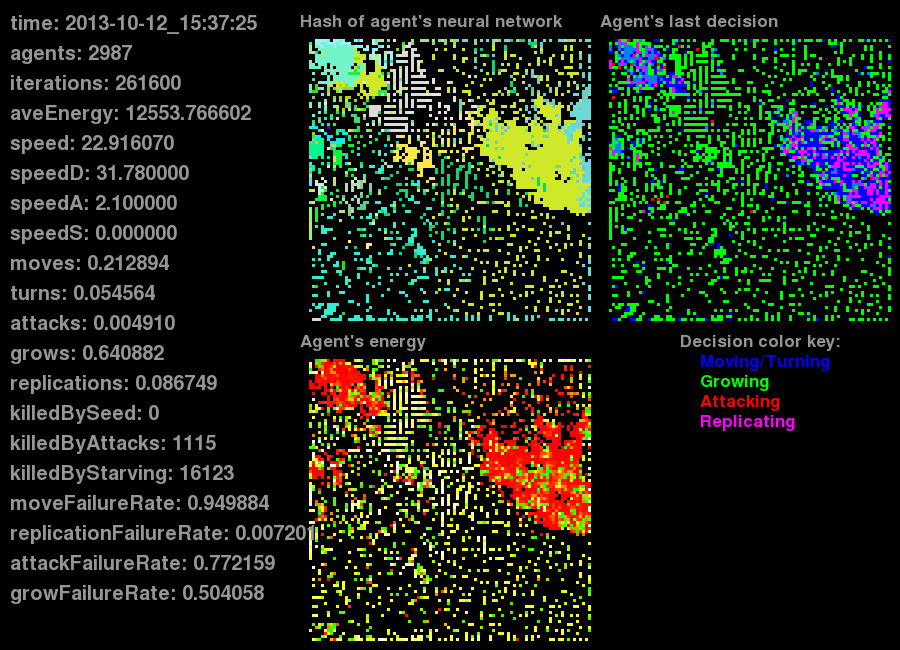 time: 2013-10-12_15:37:25
agents: 2987
iterations: 261600
aveEnergy: 12553.766602
speed: 22.916070
speedD: 31.780000
speedA: 2.100000
speedS: 0.000000
moves: 0.212894
turns: 0.054564
attacks: 0.004910
grows: 0.640882
replications: 0.086749
killedBySeed: 0
killedByAttacks: 1115
killedByStarving: 16123
moveFailureRate: 0.949884
replicationFailureRate: 0.007201
attackFailureRate: 0.772159
growFailureRate: 0.504058
Hash of agent's neural network
Agent's last decision
Agent's energy
Decision color key:
Moving/Turning
Growing
Attacking
Replicating